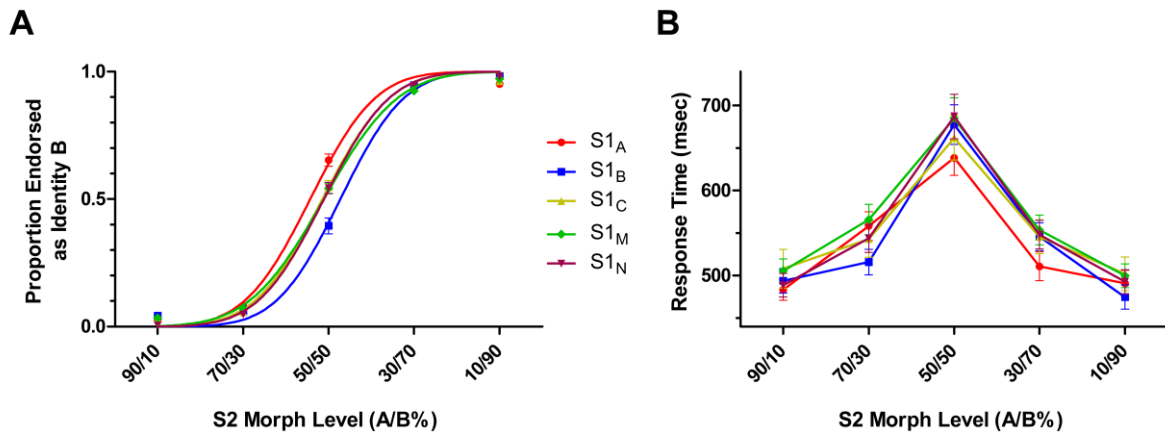 A
Proportion Endorsed
as Identity B
1.0
0.5
0.0
90/10
70/30
50/50
30/70
10/90
S2 Morph Level (A/B%)
S1A
S1B
S1C
S1M
S1N
B
Response Time (msec)
700
600
500
90/10
70/30
50/50
30/70
10/90
S2 Morph Level (A/B%)